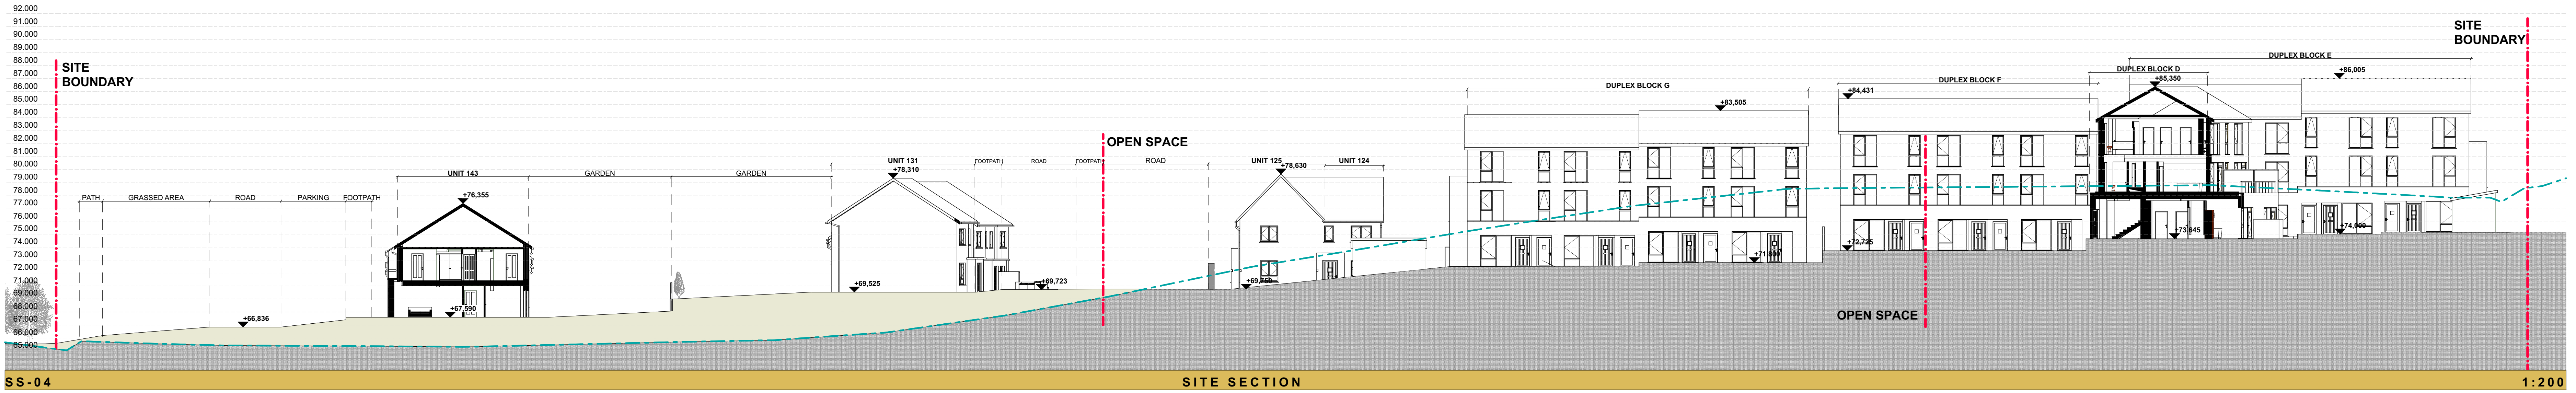 92.000
91.000
90.000
89.000
88.000
87.000
86.000
85.000
84.000
83.000
82.000
81.000
80.000
79.000
78.000
77.000
76.000
75.000
74.000
73.000
72.000
71.000
70.000
69.000
68.000
67.000
66.000
65.000
SITE
BOUNDARY
PATH
GRASSED AREA
ROAD
PARKING
FOOTPATH
+66,836
UNIT 143
+76,355
+67,590
GARDEN
GARDEN
UNIT 131
+78,310
+69,525
FOOTPATH
ROAD
FOOTPATH
+69,723
OPEN SPACE
ROAD
UNIT 125
+78,630
UNIT 124
+69,750
DUPLEX BLOCK G
+83,505
+71,800
DUPLEX BLOCK F
+84,431
+72,725
OPEN SPACE
DUPLEX BLOCK D
+85,350
+73,645
DUPLEX BLOCK E
+86,005
+74,000
SITE
BOUNDARY
SS-04
SITE SECTION
1:200